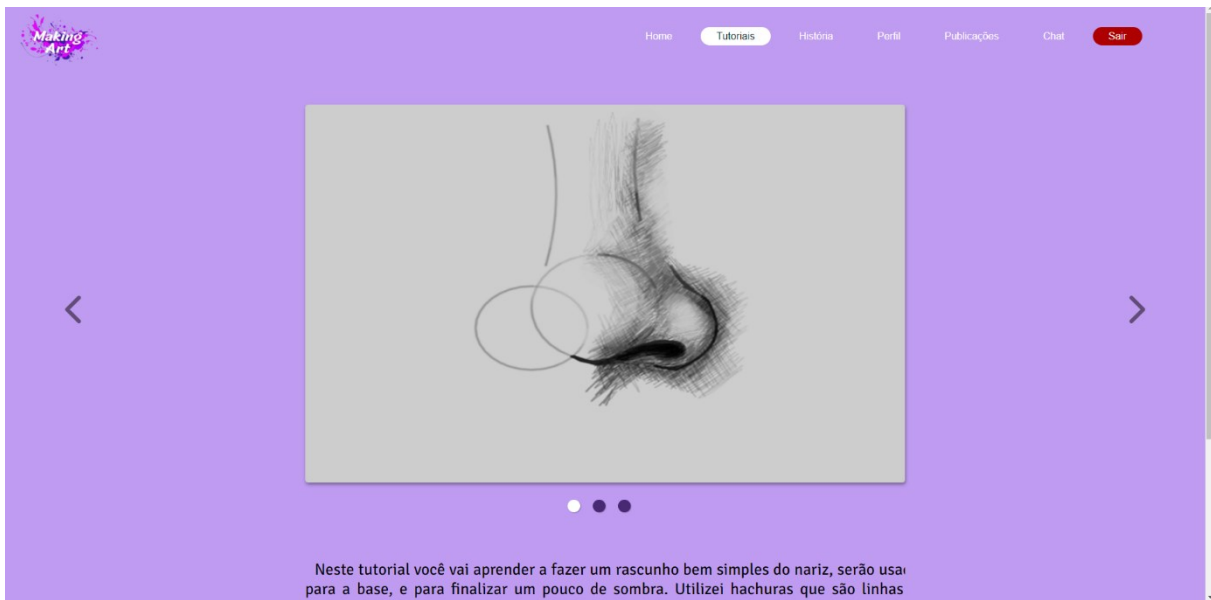 Making
Art
Home Tutoriais História Perfil Publicações Chat Sair
Neste tutorial você vai aprender a fazer um rascunho bem simples do nariz, serão
para a base, e para finalizar um pouco de sombra. Utilizei hachuras que são linhas